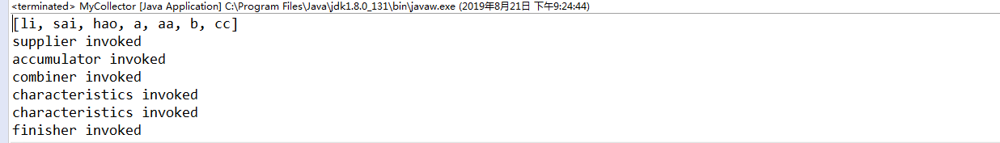 <terminated> MyCollector [Java Application] C:\Program Files\Java\jdk1.8.0_131\bin\javaw.exe (2019年8月21日 下午9:24:44)
[li, sai, hao, a, aa, b, cc]
supplier invoked
accumulator invoked
combiner invoked
characteristics invoked
characteristics invoked
finisher invoked